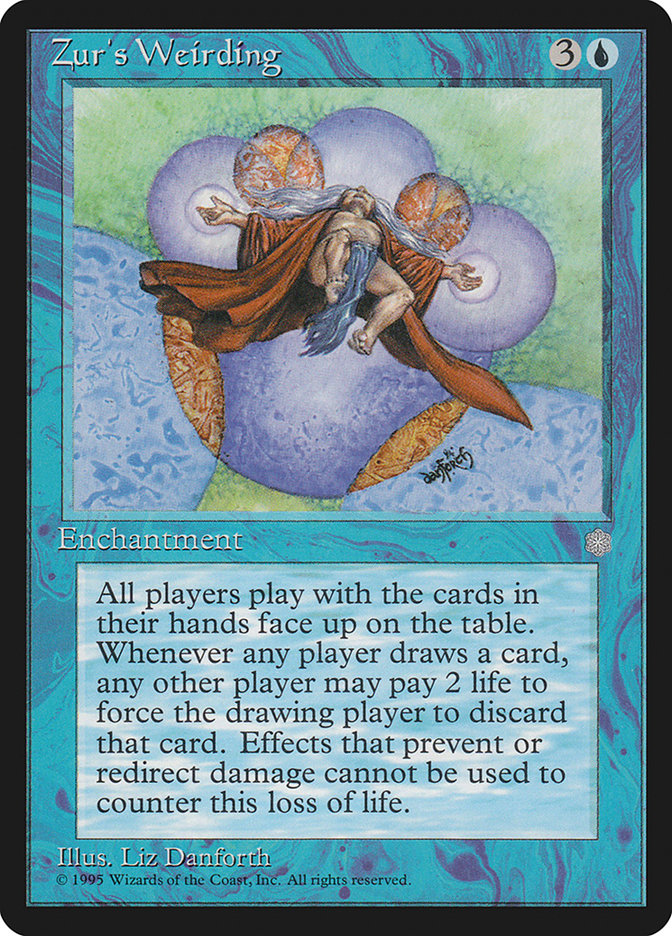 Zur's Weirding 3
danforth
Enchantment
All players play with the cards in
their hands face up on the table.
Whenever any player draws a card,
any other player may pay 2 life to
force the drawing player to discard
that card. Effects that prevent or
redirect damage cannot be used to
counter this loss of life.
Illus. Liz Danforth
© 1995 Wizards of the Coast, Inc. All rights reserved.